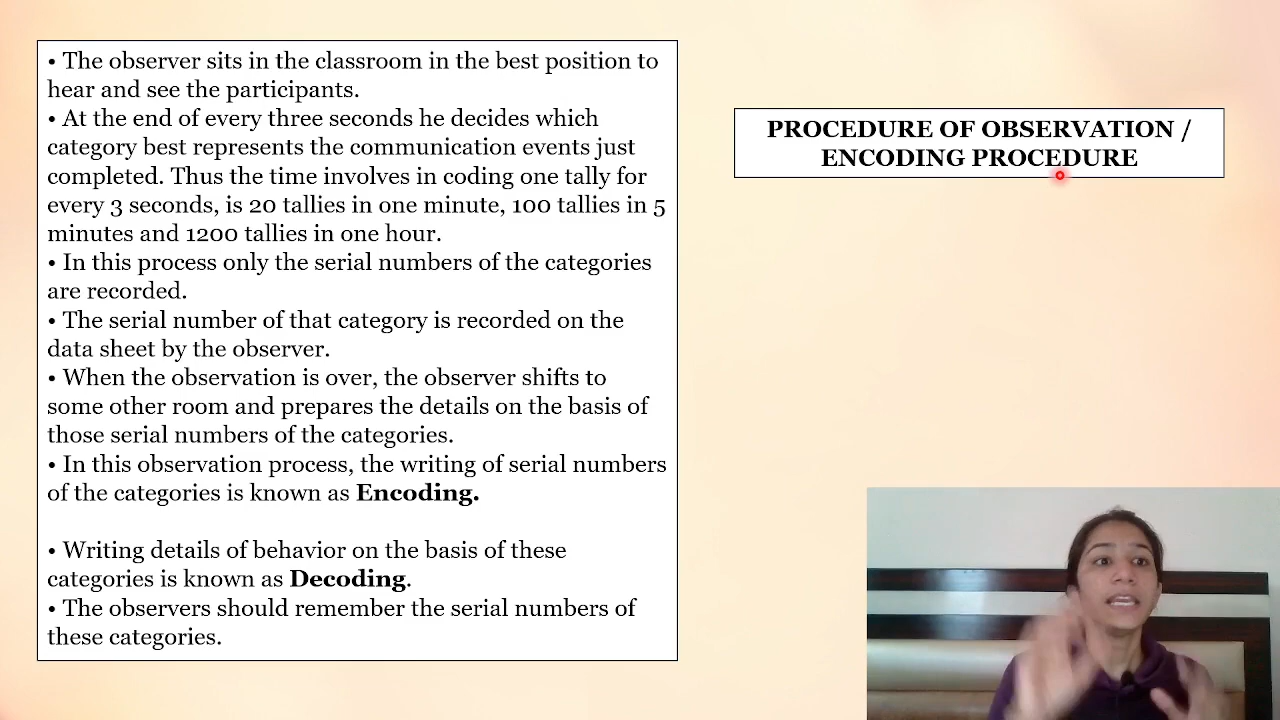 • The observer sits in the classroom in the best position to
hear and see the participants.
• At the end of every three seconds he decides which
category best represents the communication events just
completed. Thus the time involves in coding one tally for
every 3 seconds, is 20 tallies in one minute, 100 tallies in 5
minutes and 1200 tallies in one hour.
• In this process only the serial numbers of the categories
are recorded.
• The serial number of that category is recorded on the
data sheet by the observer.
• When the observation is over, the observer shifts to
some other room and prepares the details on the basis of
those serial numbers of the categories.
• In this observation process, the writing of serial numbers
of the categories is known as Encoding.
• Writing details of behavior on the basis of these
categories is known as Decoding.
• The observers should remember the serial numbers of
these categories.
PROCEDURE OF OBSERVATION /
ENCODING PROCEDURE